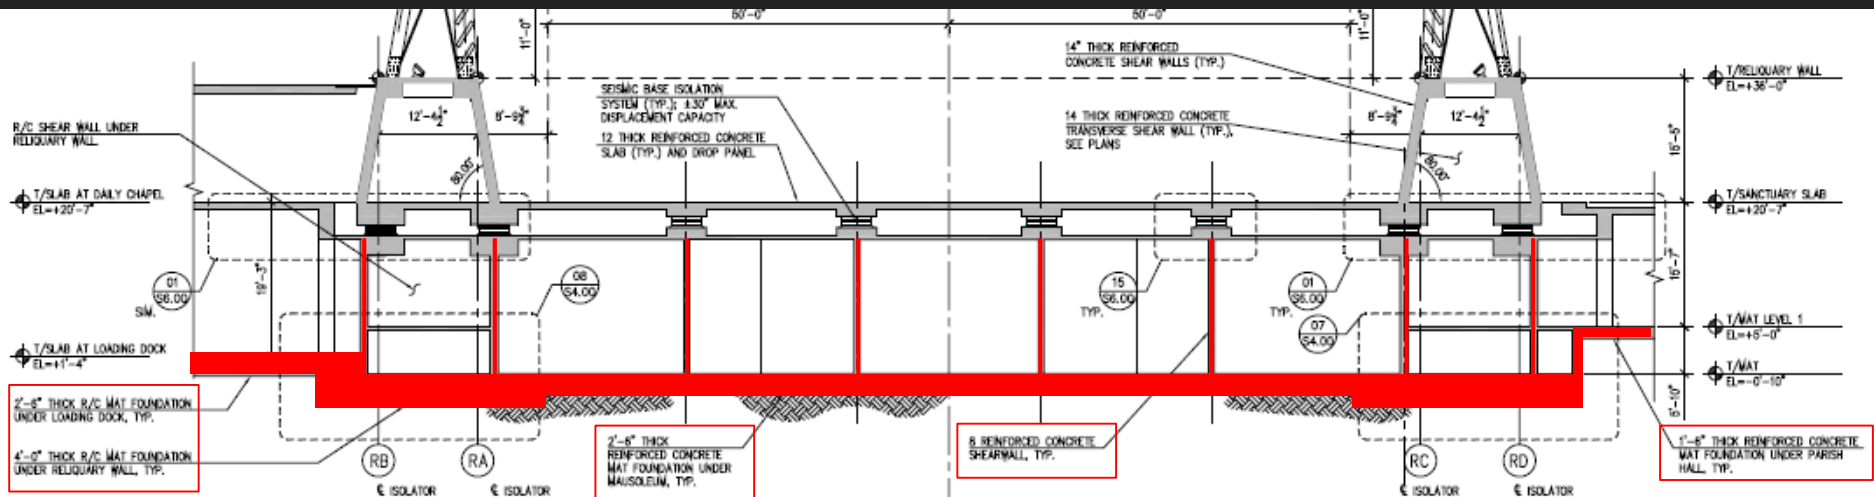 60'-0"
60'-0"
11'-0"
11'-0"
14" THICK REINFORCED
CONCRETE SHEAR WALLS (TYP.)
T/RELIQUARY WALL
EL=+36'-0"
SEISMIC BASE ISOLATION
SYSTEM (TYP.); ±30" MAX.
DISPLACEMENT CAPACITY
12'-4½"
8'-9¾"
14 THICK REINFORCED CONCRETE
TRANSVERSE SHEAR WALL (TYP.),
SEE PLANS
8'-9¾"
12'-4½"
R/C SHEAR WALL UNDER
RELIQUARY WALL
12 THICK REINFORCED CONCRETE
SLAB (TYP.) AND DROP PANEL
15'-5"
80.00°
80.00°
T/SLAB AT DAILY CHAPEL
EL=+20'-7"
T/SANCTUARY SLAB
EL=+20'-7"
19'-3"
15'-7"
01
S6.00
SIM.
08
S4.00
15
S6.00
TYP.
01
S6.00
TYP.
07
S4.00
T/MAT LEVEL 1
EL=+5'-0"
T/SLAB AT LOADING DOCK
EL=+1'-4"
T/MAT
EL=-0'-10"
2'-6" THICK R/C MAT FOUNDATION
UNDER LOADING DOCK, TYP.
4'-0" THICK R/C MAT FOUNDATION
UNDER RELIQUARY WALL, TYP.
2'-6" THICK
REINFORCED CONCRETE
MAT FOUNDATION UNDER
MAUSOLEUM, TYP.
8 REINFORCED CONCRETE
SHEARWALL, TYP.
1'-6" THICK REINFORCED CONCRETE
MAT FOUNDATION UNDER PARISH
HALL, TYP.
5'-10"
RB
RA
RC
RD
℄ ISOLATOR
℄ ISOLATOR
℄ ISOLATOR
℄ ISOLATOR